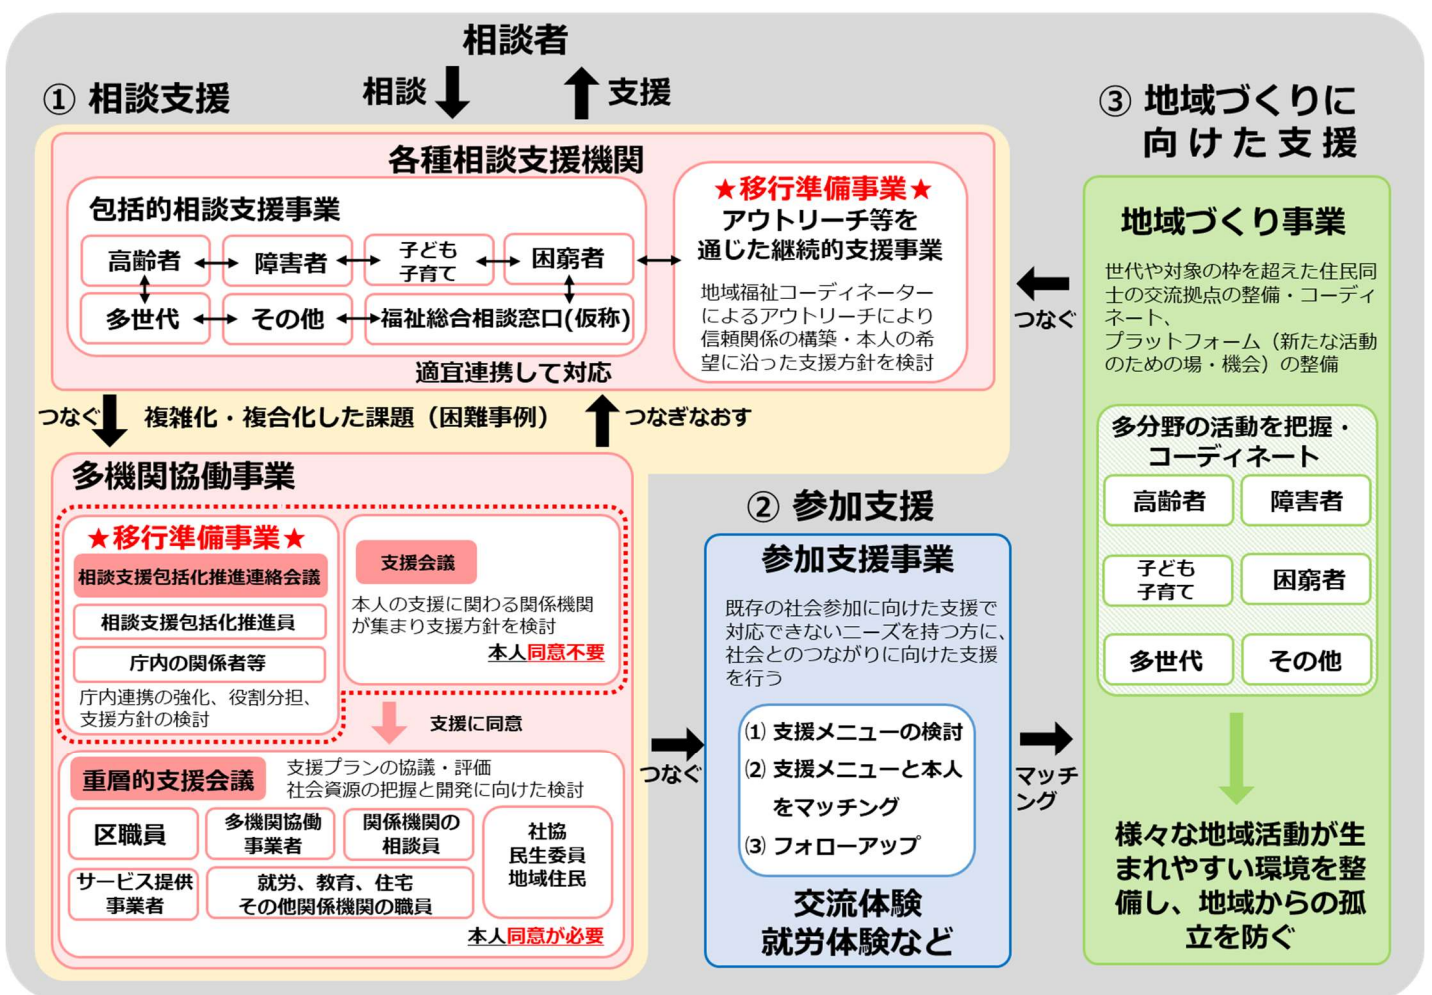 相談者
相談
支援
① 相談支援
各種相談支援機関
包括的相談支援事業
高齢者
障害者
子ども
子育て
困窮者
多世代
その他
福祉総合相談窓口(仮称)
★移行準備事業★
アウトリーチ等を
通じた継続的支援事業
地域福祉コーディネーター
によるアウトリーチにより
信頼関係の構築・本人の希
望に沿った支援方針を検討
適宜連携して対応
つなぐ
複雑化・複合化した課題（困難事例）
つなぎなおす
多機関協働事業
★移行準備事業★
相談支援包括化推進連絡会議
相談支援包括化推進員
庁内の関係者等
庁内連携の強化、役割分担、
支援方針の検討
支援会議
本人の支援に関わる関係機関
が集まり支援方針を検討
本人同意不要
支援に同意
重層的支援会議
支援プランの協議・評価
社会資源の把握と開発に向けた検討
区職員
多機関協働
事業者
関係機関の
相談員
社協
民生委員
地域住民
サービス提供
事業者
就労、教育、住宅
その他関係機関の職員
本人同意が必要
つなぐ
② 参加支援
参加支援事業
既存の社会参加に向けた支援で
対応できないニーズを持つ方に、
社会とのつながりに向けた支援
を行う
⑴ 支援メニューの検討
⑵ 支援メニューと本人
をマッチング
⑶ フォローアップ
交流体験
就労体験など
マッチ
ング
③ 地域づくりに
向けた支援
つなぐ
地域づくり事業
世代や対象の枠を超えた住民同
士の交流拠点の整備・コーディ
ネート、
プラットフォーム（新たな活動
のための場・機会）の整備
多分野の活動を把握・
コーディネート
高齢者
障害者
子ども
子育て
困窮者
多世代
その他
様々な地域活動が生
まれやすい環境を整
備し、地域からの孤
立を防ぐ